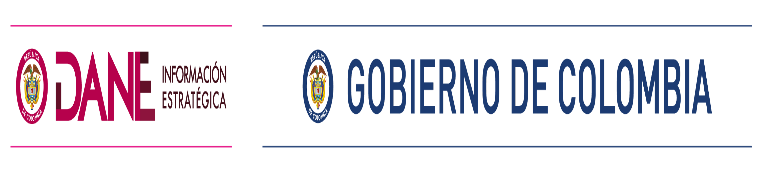 DANE
INFORMACIÓN
ESTRATÉGICA
GOBIERNO DE COLOMBIA